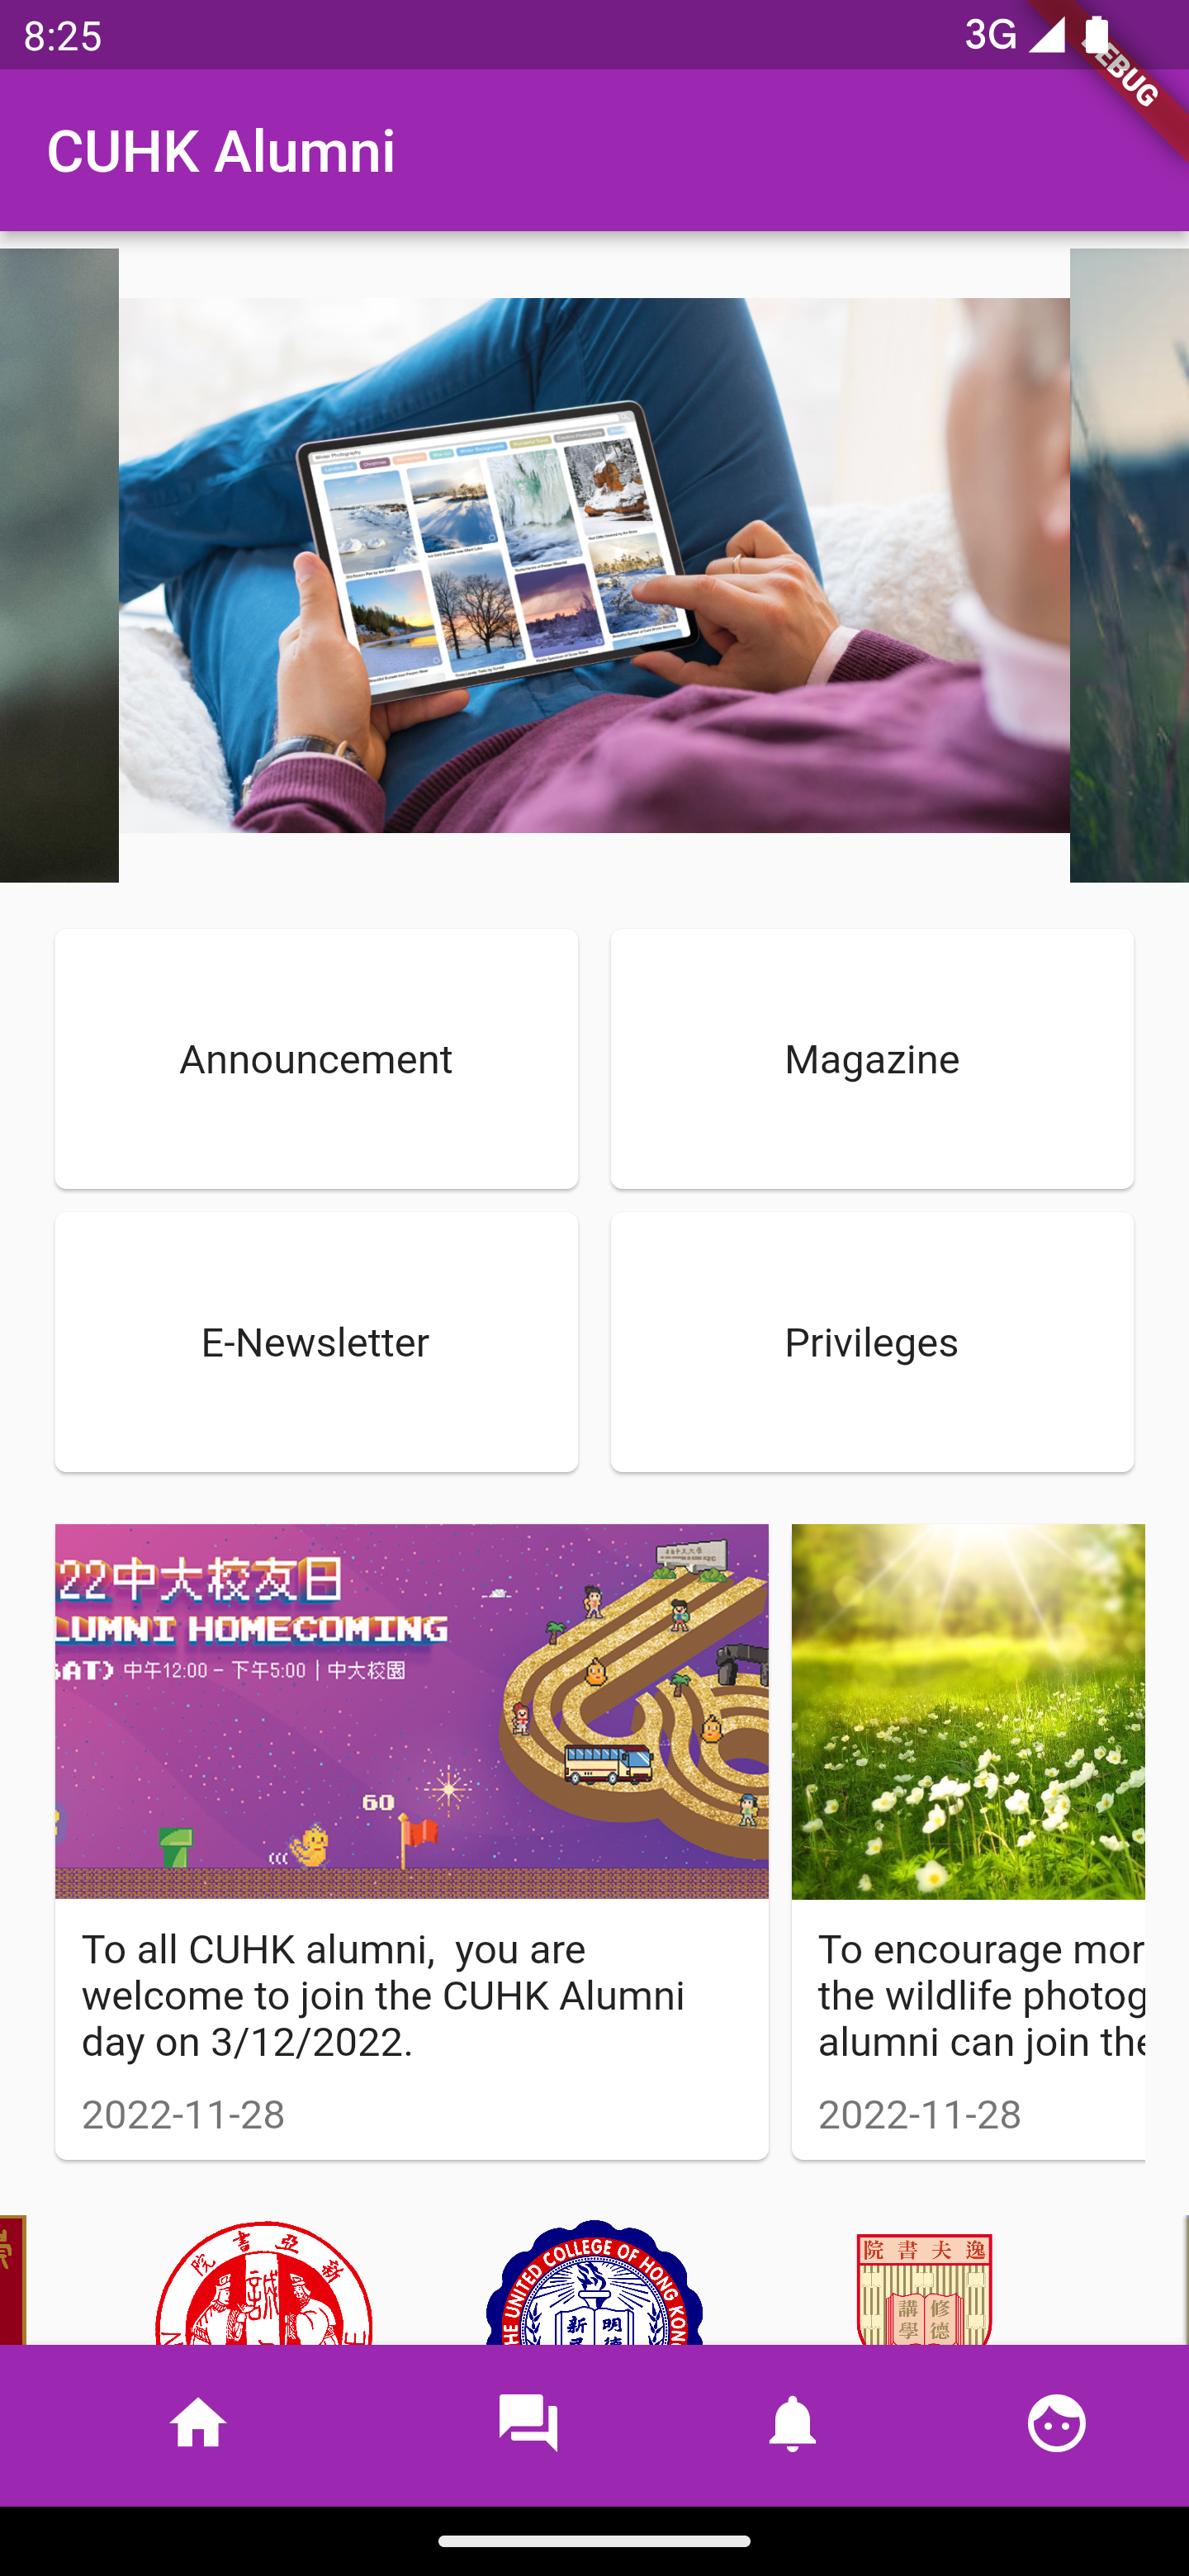 8:25
3G
DEBUG
CUHK Alumni
Winter Photography
Announcement
Magazine
E-Newsletter
Privileges
22中大校友日
LUMNI HOMECOMING
SAT) 中午12:00 – 下午5:00 | 中大校園
60
To all CUHK alumni,  you are
welcome to join the CUHK Alumni
day on 3/12/2022.
2022-11-28
To encourage mor
the wildlife photog
alumni can join the
2022-11-28
新亞書院
誠
THE UNITED COLLEGE OF HONG KONG
新 明
德
院書夫逸
講 修
學 德